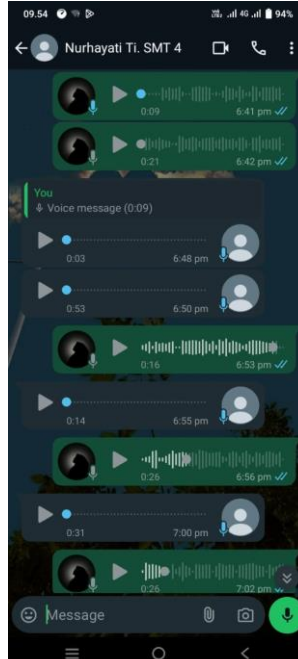 09.54 4G 94%
Nurhayati Ti. SMT 4
0:09 6:41 pm
0:21 6:42 pm
You
Voice message (0:09)
0:03 6:48 pm
0:53 6:50 pm
0:16 6:53 pm
0:14 6:55 pm
0:26 6:56 pm
0:31 7:00 pm
0:26 7:02 pm
Message